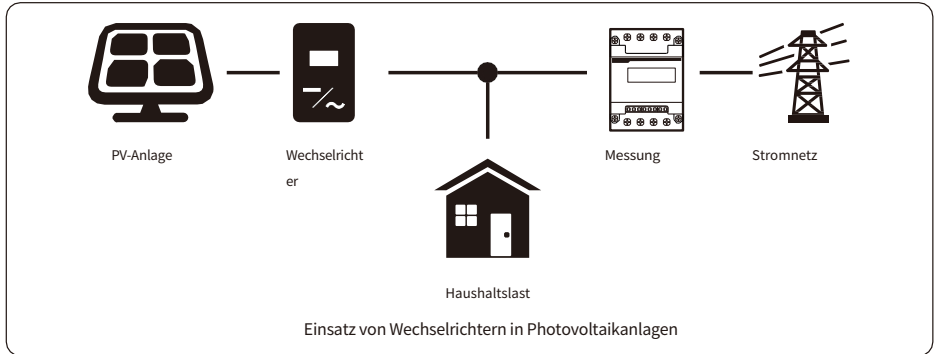 PV-Anlage
Wechselricht
er
Messung
Stromnetz
Haushaltslast
Einsatz von Wechselrichtern in Photovoltaikanlagen